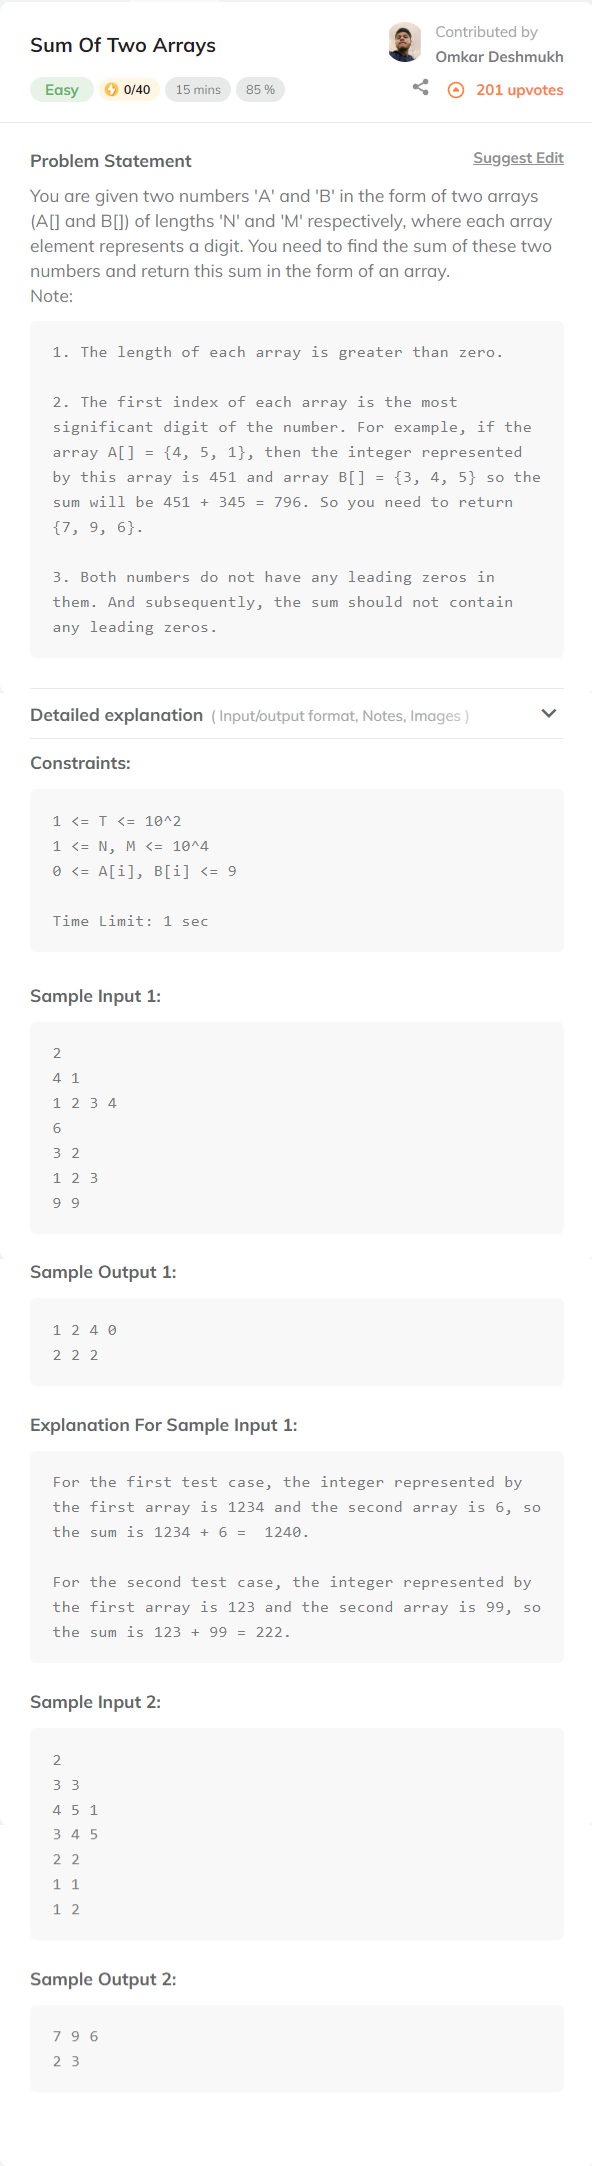 Sum Of Two Arrays
Contributed by
Omkar Deshmukh
Easy 0/40 15 mins 85 % 201 upvotes
Problem Statement Suggest Edit
You are given two numbers 'A' and 'B' in the form of two arrays
(A[] and B[]) of lengths 'N' and 'M' respectively, where each array
element represents a digit. You need to find the sum of these two
numbers and return this sum in the form of an array.
Note:
1. The length of each array is greater than zero.
2. The first index of each array is the most
significant digit of the number. For example, if the
array A[] = {4, 5, 1}, then the integer represented
by this array is 451 and array B[] = {3, 4, 5} so the
sum will be 451 + 345 = 796. So you need to return
{7, 9, 6}.
3. Both numbers do not have any leading zeros in
them. And subsequently, the sum should not contain
any leading zeros.
Detailed explanation ( Input/output format, Notes, Images )
Constraints:
1 <= T <= 10^2
1 <= N, M <= 10^4
0 <= A[i], B[i] <= 9
Time Limit: 1 sec
Sample Input 1:
2
4 1
1 2 3 4
6
3 2
1 2 3
9 9
Sample Output 1:
1 2 4 0
2 2 2
Explanation For Sample Input 1:
For the first test case, the integer represented by
the first array is 1234 and the second array is 6, so
the sum is 1234 + 6 =  1240.
For the second test case, the integer represented by
the first array is 123 and the second array is 99, so
the sum is 123 + 99 = 222.
Sample Input 2:
2
3 3
4 5 1
3 4 5
2 2
1 1
1 2
Sample Output 2:
7 9 6
2 3